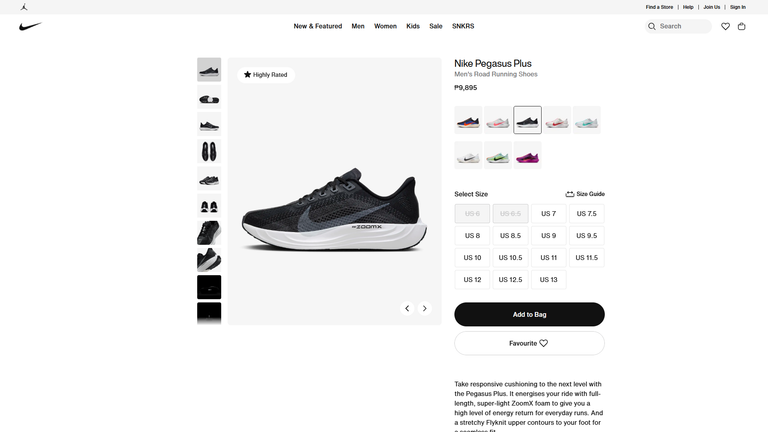 Find a Store | Help | Join Us | Sign In
New & Featured Men Women Kids Sale SNKRS
Search
Highly Rated
ZOOMX
Nike Pegasus Plus
Men's Road Running Shoes
₱9,895
Select Size Size Guide
US 6 US 6.5 US 7 US 7.5
US 8 US 8.5 US 9 US 9.5
US 10 US 10.5 US 11 US 11.5
US 12 US 12.5 US 13
Add to Bag
Favourite
Take responsive cushioning to the next level with
the Pegasus Plus. It energises your ride with full-
length, super-light ZoomX foam to give you a
high level of energy return for everyday runs. And
a stretchy Flyknit upper contours to your foot for
a seamless fit